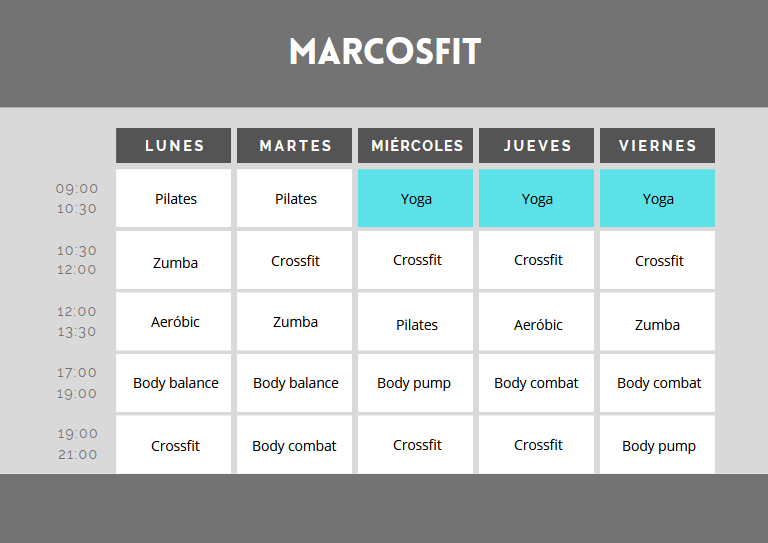 MARCOSFIT
LUNES MARTES MIÉRCOLES JUEVES VIERNES
09:00
10:30
Pilates Pilates Yoga Yoga Yoga
10:30
12:00
Zumba Crossfit Crossfit Crossfit Crossfit
12:00
13:30
Aeróbic Zumba Pilates Aeróbic Zumba
17:00
19:00
Body balance Body balance Body pump Body combat Body combat
19:00
21:00
Crossfit Body combat Crossfit Crossfit Body pump